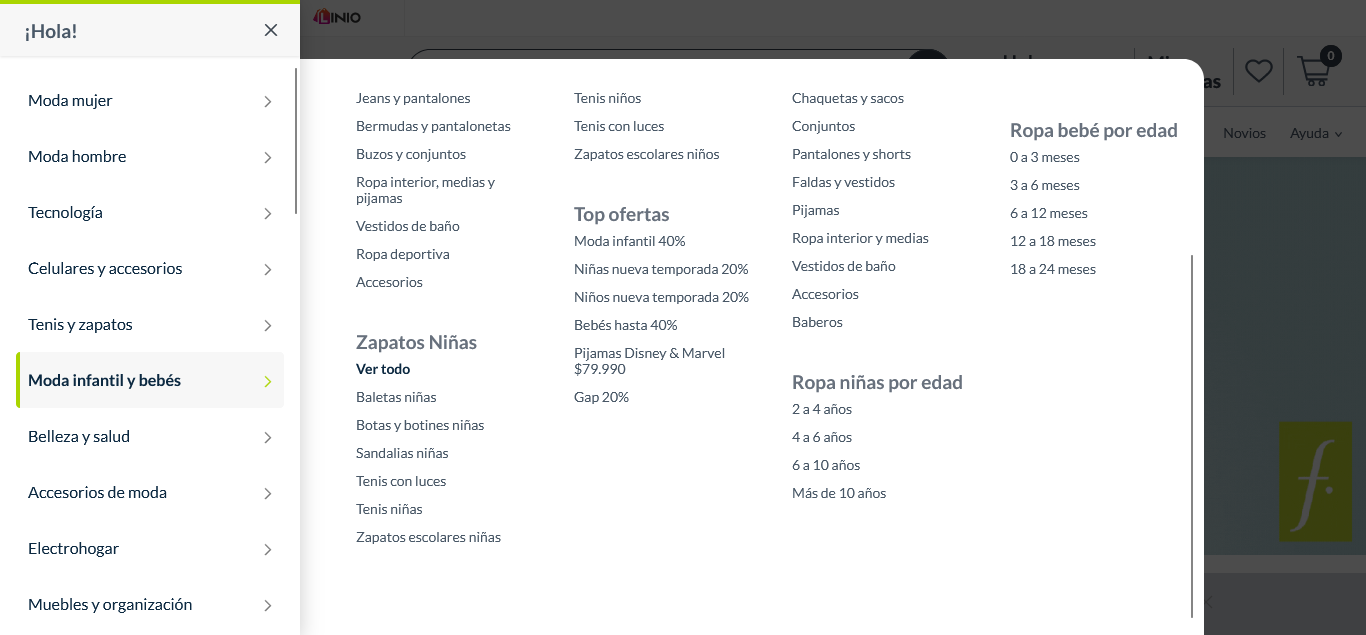 ¡Hola!
Moda mujer
Moda hombre
Tecnología
Celulares y accesorios
Tenis y zapatos
Moda infantil y bebés
Belleza y salud
Accesorios de moda
Electrohogar
Muebles y organización
LINIO
0
Novios
Ayuda
Jeans y pantalones
Bermudas y pantalonetas
Buzos y conjuntos
Ropa interior, medias y
pijamas
Vestidos de baño
Ropa deportiva
Accesorios
Zapatos Niñas
Ver todo
Baletas niñas
Botas y botines niñas
Sandalias niñas
Tenis con luces
Tenis niñas
Zapatos escolares niñas
Tenis niños
Tenis con luces
Zapatos escolares niños
Top ofertas
Moda infantil 40%
Niñas nueva temporada 20%
Niños nueva temporada 20%
Bebés hasta 40%
Pijamas Disney & Marvel
$79.990
Gap 20%
Chaquetas y sacos
Conjuntos
Pantalones y shorts
Faldas y vestidos
Pijamas
Ropa interior y medias
Vestidos de baño
Accesorios
Baberos
Ropa niñas por edad
2 a 4 años
4 a 6 años
6 a 10 años
Más de 10 años
Ropa bebé por edad
0 a 3 meses
3 a 6 meses
6 a 12 meses
12 a 18 meses
18 a 24 meses
f.